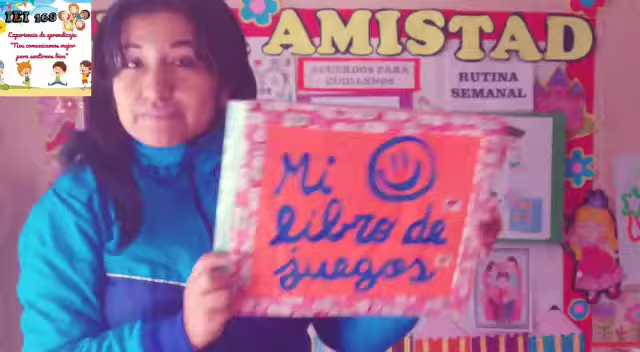 IEI 168
Experiencia de aprendizaje:
"Nos comunicamos mejor
para sentirnos bien"
AMISTAD
ACUERDOS PARA
CUIDARNOS
RUTINA
SEMANAL
Mi
libro de
juegos